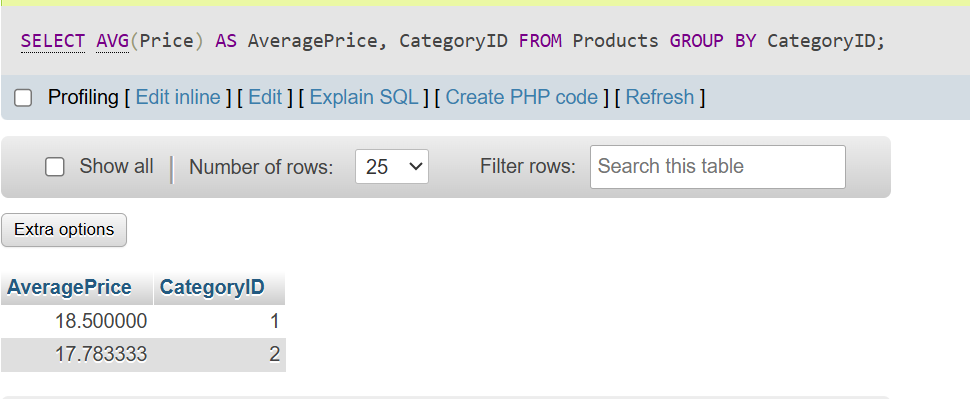 SELECT AVG(Price) AS AveragePrice, CategoryID FROM Products GROUP BY CategoryID;
Profiling [ Edit inline ] [ Edit ] [ Explain SQL ] [ Create PHP code ] [ Refresh ]
Show all | Number of rows: 25 Filter rows: Search this table
Extra options
AveragePrice CategoryID
18.500000 1
17.783333 2